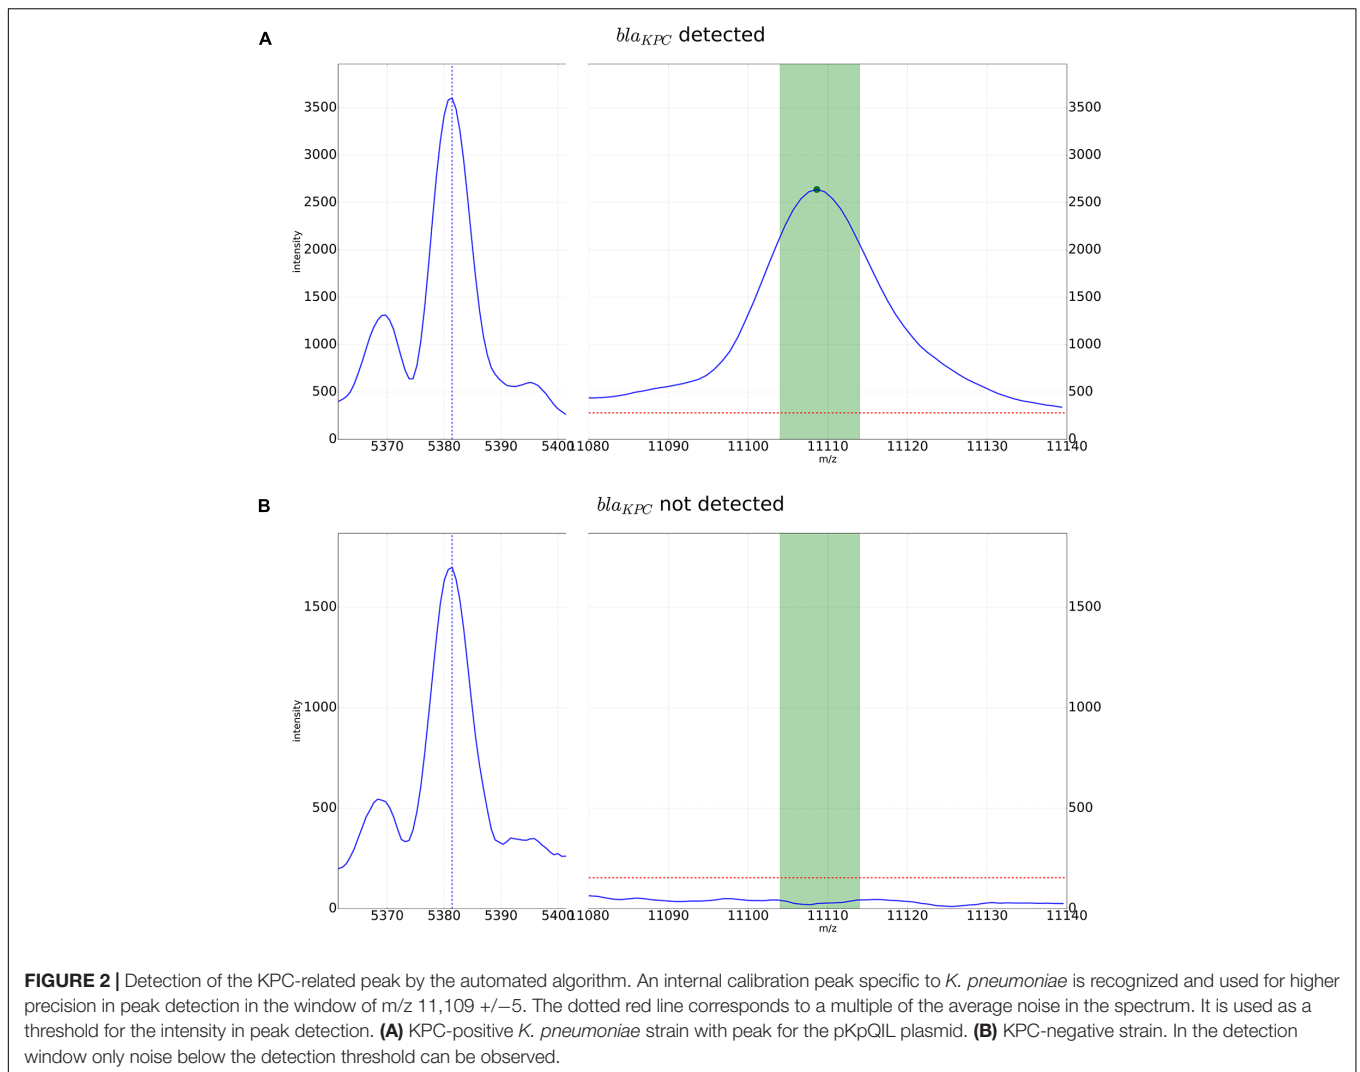 A
bla_KPC detected
3500
3000
2500
2000
1500
1000
500
0
intensity
5370 5380 5390 5400
3500
3000
2500
2000
1500
1000
500
0
11080 11090 11100 11110 11120 11130 11140
m/z
B
bla_KPC not detected
1500
1000
500
0
intensity
5370 5380 5390 5400
1500
1000
500
0
11080 11090 11100 11110 11120 11130 11140
m/z
FIGURE 2 | Detection of the KPC-related peak by the automated algorithm. An internal calibration peak specific to K. pneumoniae is recognized and used for higher
precision in peak detection in the window of m/z 11,109 +/−5. The dotted red line corresponds to a multiple of the average noise in the spectrum. It is used as a
threshold for the intensity in peak detection. (A) KPC-positive K. pneumoniae strain with peak for the pKpQIL plasmid. (B) KPC-negative strain. In the detection
window only noise below the detection threshold can be observed.